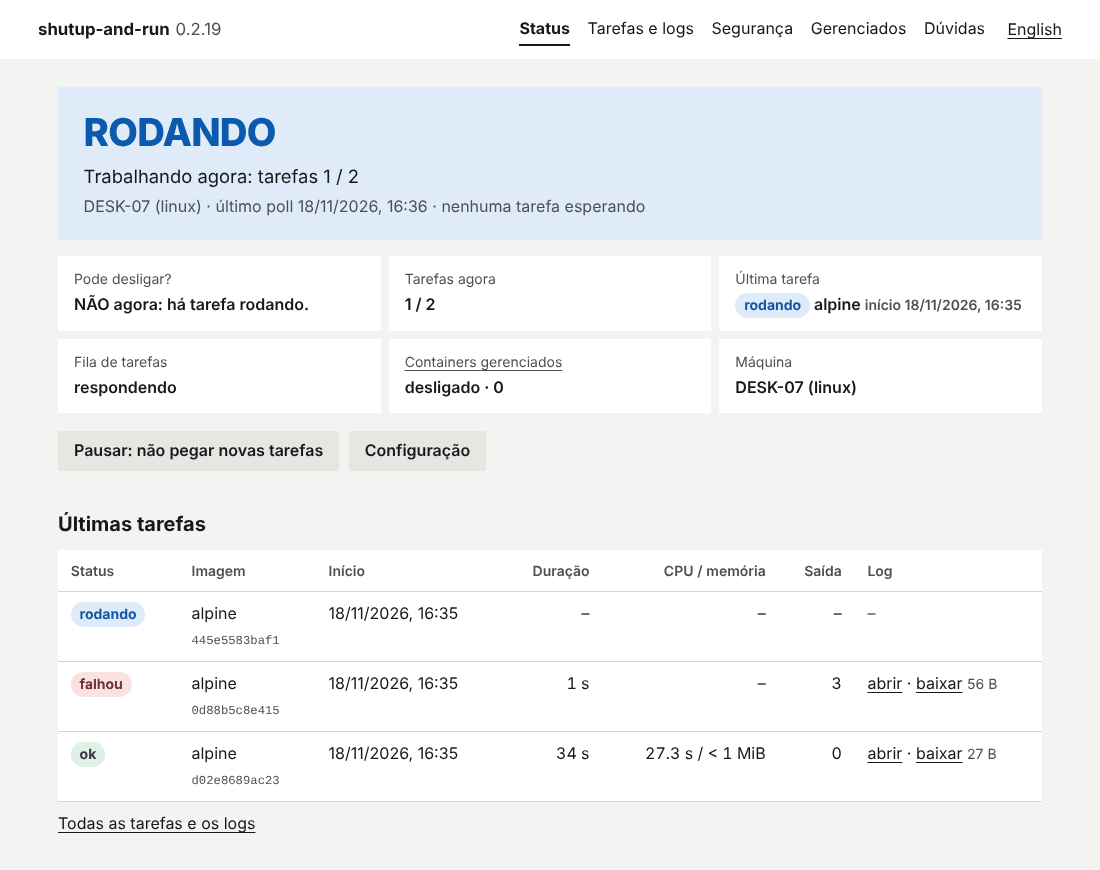 shutup-and-run 0.2.19
Status Tarefas e logs Segurança Gerenciados Dúvidas English
RODANDO
Trabalhando agora: tarefas 1 / 2
DESK-07 (linux) · último poll 18/11/2026, 16:36 · nenhuma tarefa esperando
Pode desligar?
NÃO agora: há tarefa rodando.
Tarefas agora
1 / 2
Última tarefa
rodando alpine início 18/11/2026, 16:35
Fila de tarefas
respondendo
Containers gerenciados
desligado · 0
Máquina
DESK-07 (linux)
Pausar: não pegar novas tarefas
Configuração
Últimas tarefas
Status Imagem Início Duração CPU / memória Saída Log
rodando alpine 18/11/2026, 16:35 – – – –
445e5583baf1
falhou alpine 18/11/2026, 16:35 1 s – 3 abrir · baixar 56 B
0d88b5c8e415
ok alpine 18/11/2026, 16:35 34 s 27.3 s / < 1 MiB 0 abrir · baixar 27 B
d02e8689ac23
Todas as tarefas e os logs